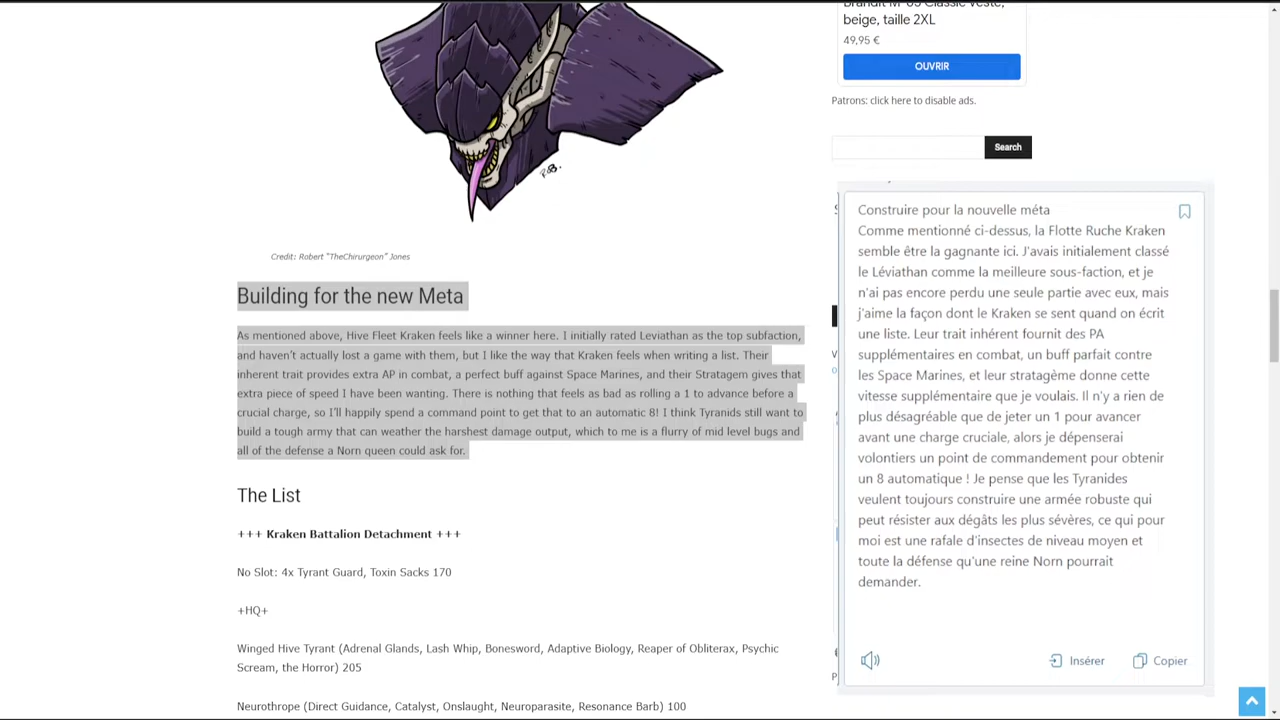 beige, taille 2XL
49,95 €
OUVRIR
Patrons: click here to disable ads.
Search
Credit: Robert "TheChirurgeon" Jones
Building for the new Meta
As mentioned above, Hive Fleet Kraken feels like a winner here. I initially rated Leviathan as the top subfaction,
and haven't actually lost a game with them, but I like the way that Kraken feels when writing a list. Their
inherent trait provides extra AP in combat, a perfect buff against Space Marines, and their Stratagem gives that
extra piece of speed I have been wanting. There is nothing that feels as bad as rolling a 1 to advance before a
crucial charge, so I'll happily spend a command point to get that to an automatic 8! I think Tyranids still want to
build a tough army that can weather the harshest damage output, which to me is a flurry of mid level bugs and
all of the defense a Norn queen could ask for.
The List
+++ Kraken Battalion Detachment +++
No Slot: 4x Tyrant Guard, Toxin Sacks 170
+HQ+
Winged Hive Tyrant (Adrenal Glands, Lash Whip, Bonesword, Adaptive Biology, Reaper of Obliterax, Psychic
Scream, the Horror) 205
Neurothrope (Direct Guidance, Catalyst, Onslaught, Neuroparasite, Resonance Barb) 100
Construire pour la nouvelle méta
Comme mentionné ci-dessus, la Flotte Ruche Kraken
semble être la gagnante ici. J'avais initialement classé
le Léviathan comme la meilleure sous-faction, et je
n'ai pas encore perdu une seule partie avec eux, mais
j'aime la façon dont le Kraken se sent quand on écrit
une liste. Leur trait inhérent fournit des PA
supplémentaires en combat, un buff parfait contre
les Space Marines, et leur stratagème donne cette
vitesse supplémentaire que je voulais. Il n'y a rien de
plus désagréable que de jeter un 1 pour avancer
avant une charge cruciale, alors je dépenserai
volontiers un point de commandement pour obtenir
un 8 automatique ! Je pense que les Tyranides
veulent toujours construire une armée robuste qui
peut résister aux dégâts les plus sévères, ce qui pour
moi est une rafale d'insectes de niveau moyen et
toute la défense qu'une reine Norn pourrait
demander.
Insérer
Copier